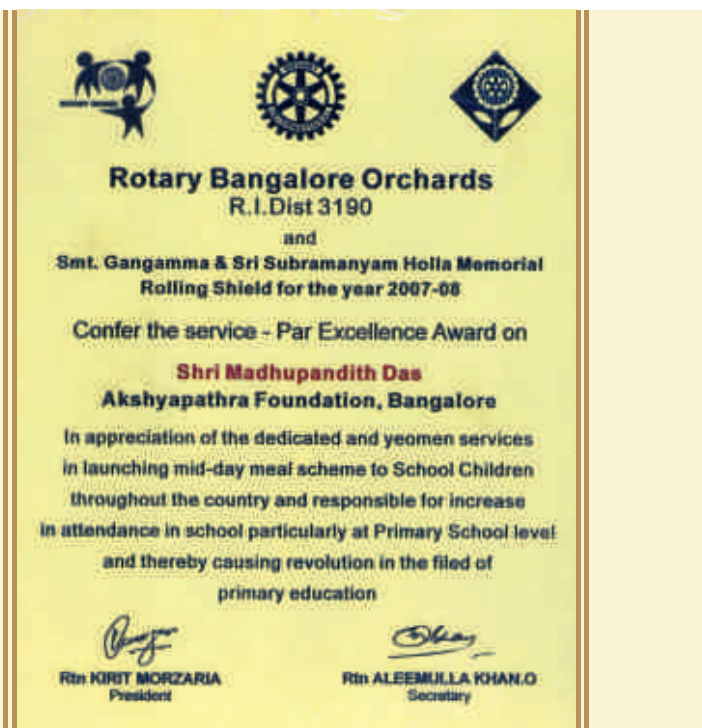 Rotary Bangalore Orchards
R.I.Dist 3190
and
Smt. Gangamma & Sri Subramanyam Holla Memorial
Rolling Shield for the year 2007-08
Confer the service - Par Excellence Award on
Shri Madhupandith Das
Akshyapathra Foundation, Bangalore
In appreciation of the dedicated and yeomen services
in launching mid-day meal scheme to School Children
throughout the country and responsible for increase
in attendance in school particularly at Primary School level
and thereby causing revolution in the filed of
primary education
Rtn KIRIT MORZARIA
President
Rtn ALEEMULLA KHAN.O
Secretary